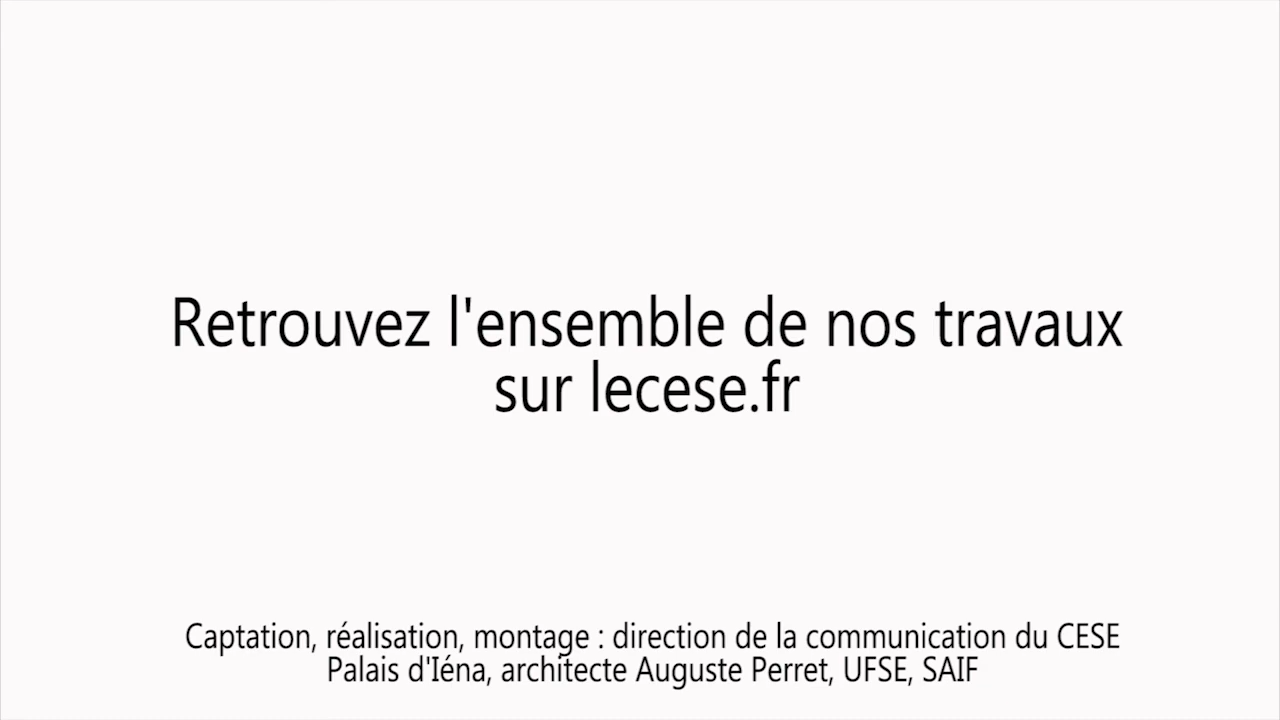 Retrouvez l'ensemble de nos travaux
sur lecese.fr
Captation, réalisation, montage : direction de la communication du CESE
Palais d'Iéna, architecte Auguste Perret, UFSE, SAIF